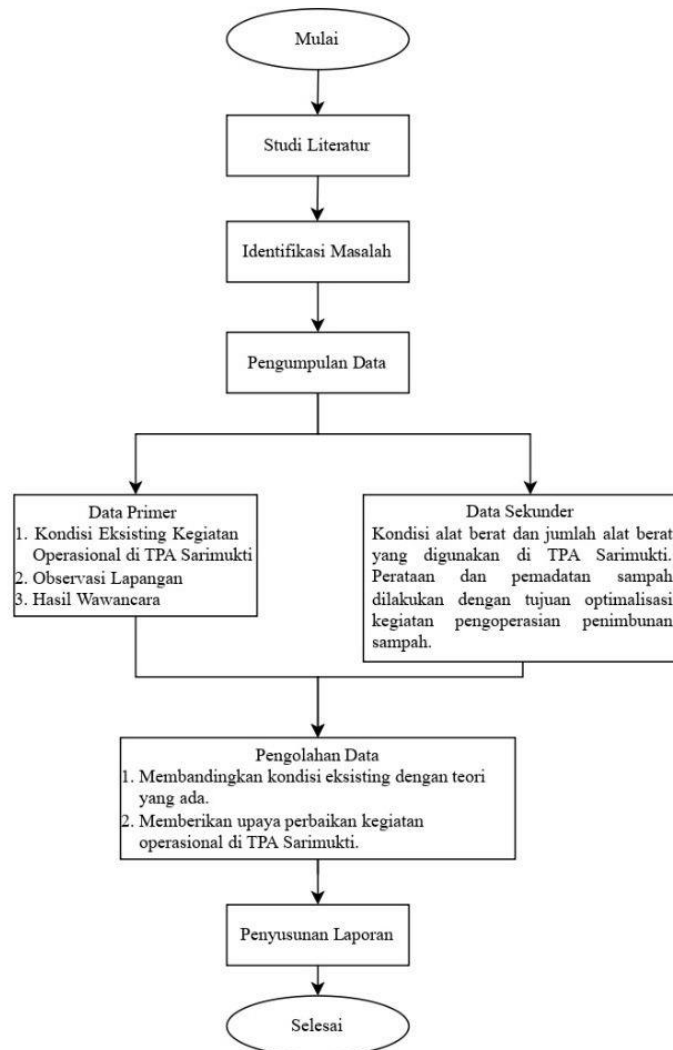 Mulai
Studi Literatur
Identifikasi Masalah
Pengumpulan Data
Data Primer
1. Kondisi Eksisting Kegiatan
Operasional di TPA Sarimukti
2. Observasi Lapangan
3. Hasil Wawancara
Data Sekunder
Kondisi alat berat dan jumlah alat berat
yang digunakan di TPA Sarimukti.
Perataan dan pemadatan sampah
dilakukan dengan tujuan optimalisasi
kegiatan pengoperasian penimbunan
sampah.
Pengolahan Data
1. Membandingkan kondisi eksisting dengan teori
yang ada.
2. Memberikan upaya perbaikan kegiatan
operasional di TPA Sarimukti.
Penyusunan Laporan
Selesai